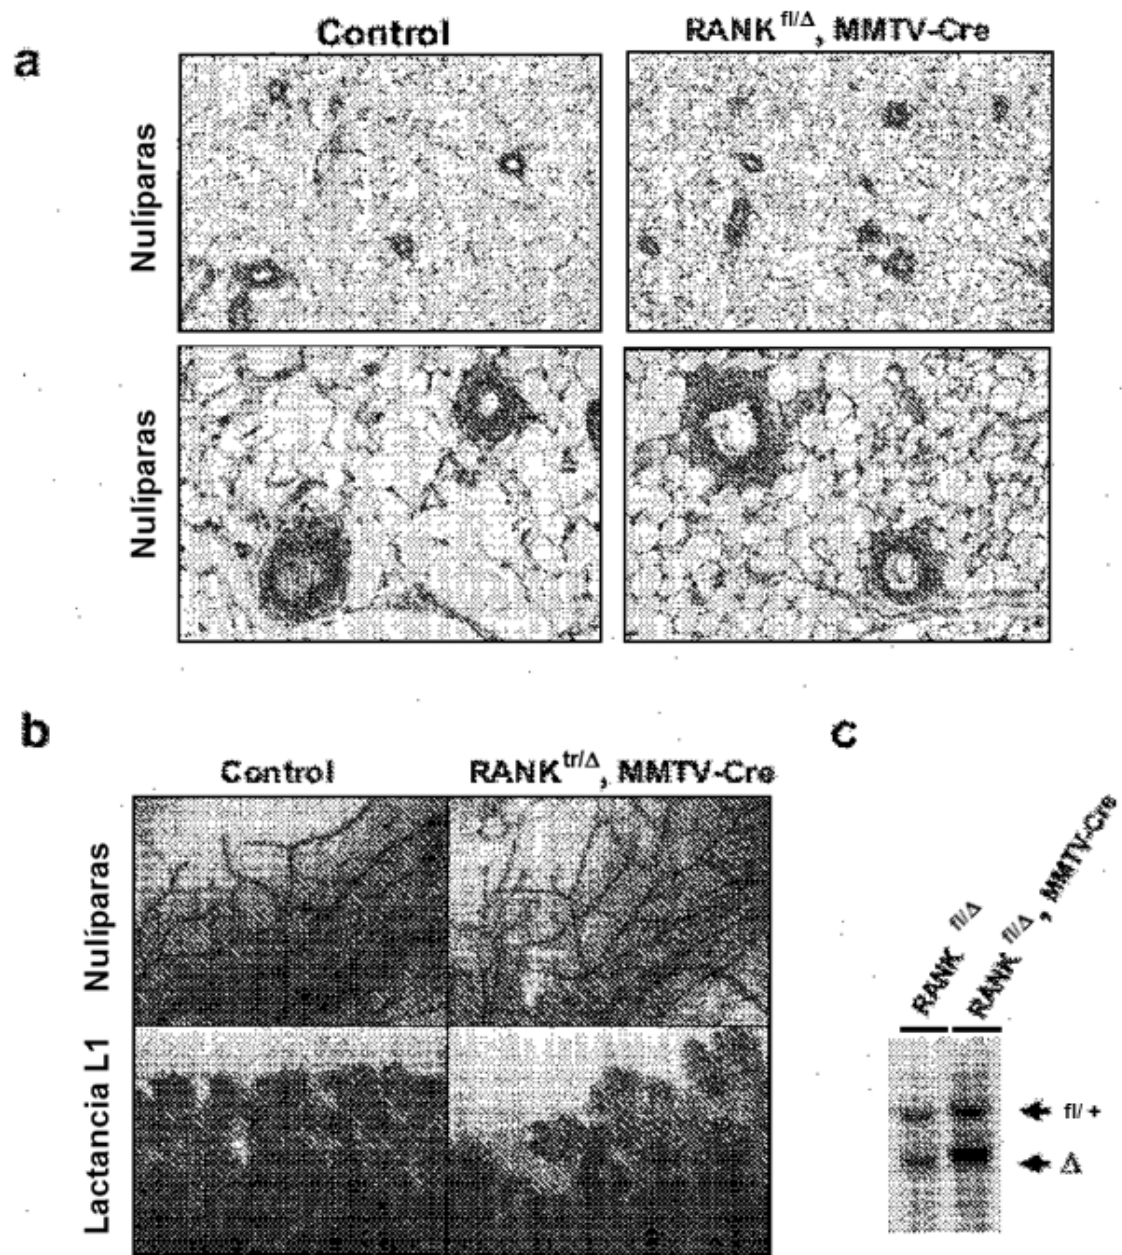 a
Control
RANK fl/Δ, MMTV-Cre
Nulíparas
Nulíparas
b
Control
RANK tr/Δ, MMTV-Cre
Nulíparas
Lactancia L1
c
RANK fl/Δ
RANK fl/Δ, MMTV-Cre
fl/+
Δ